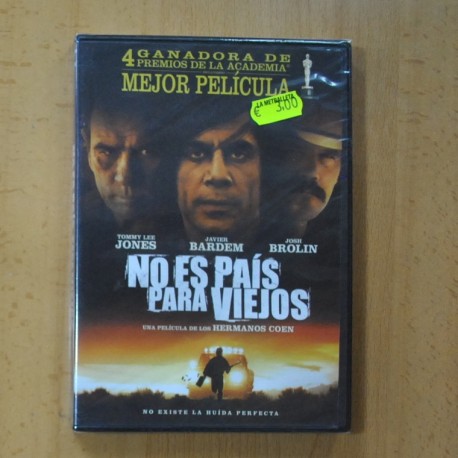 4 GANADORA DE
PREMIOS DE LA ACADEMIA™
MEJOR PELÍCULA
LA METRALLETA
€ 3,00
TOMMY LEE
JONES
JAVIER
BARDEM
JOSH
BROLIN
NO ES PAÍS
PARA VIEJOS
UNA PELÍCULA DE LOS HERMANOS COEN
NO EXISTE LA HUÍDA PERFECTA